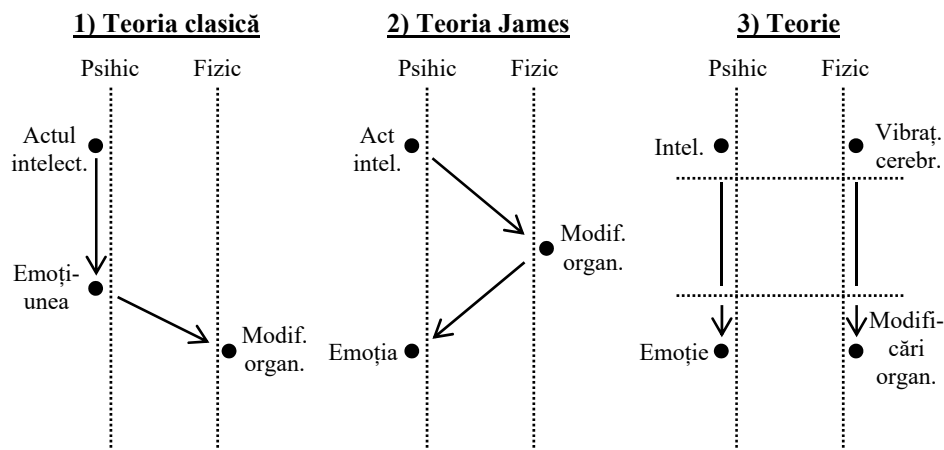 1) Teoria clasică
Psihic Fizic
Actul
intelect.
Emoți-
unea
Modif.
organ.
2) Teoria James
Psihic Fizic
Act
intel.
Modif.
organ.
Emoția
3) Teorie
Psihic Fizic
Intel.
Vibraț.
cerebr.
Emoție
Modifi-
cări
organ.